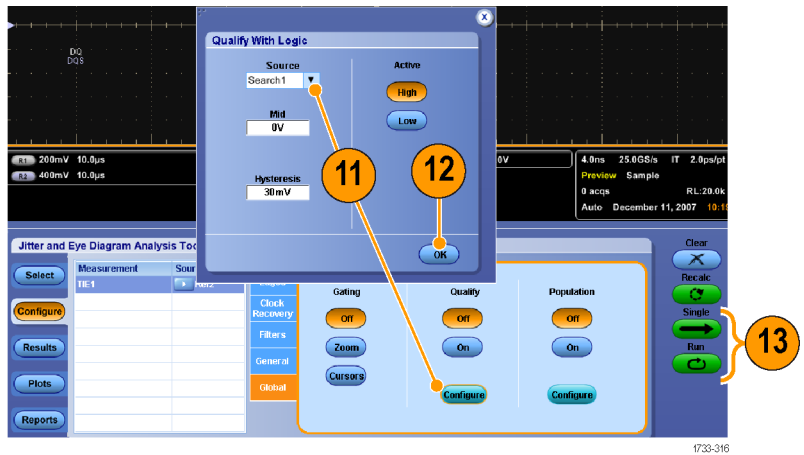 x
Qualify With Logic
Source
Search1
Active
High
Low
Mid
0V
Hysteresis
30mV
OK
11
12
13
DQ
DQS
R1 200mV 10.0µs
R2 400mV 10.0µs
0V
4.0ns 25.0GS/s IT 2.0ps/pt
Preview Sample
0 acqs RL:20.0k
Auto December 11, 2007 10:15
Jitter and Eye Diagram Analysis Too
Select
Configure
Results
Plots
Reports
Measurement Sour
TIE1
Clock
Recovery
Filters
General
Global
Gating
Off
Zoom
Cursors
Qualify
Off
On
Configure
Population
Off
On
Configure
Clear
Recalc
Single
Run
1733-316